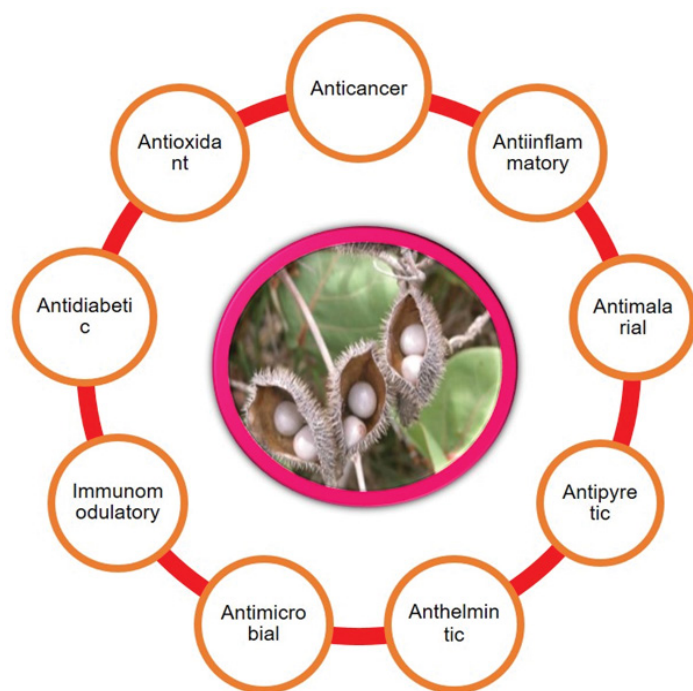 Anticancer
Antiinflam
matory
Antimala
rial
Antipyre
tic
Anthelmin
tic
Antimicro
bial
Immunom
odulatory
Antidiabeti
c
Antioxida
nt